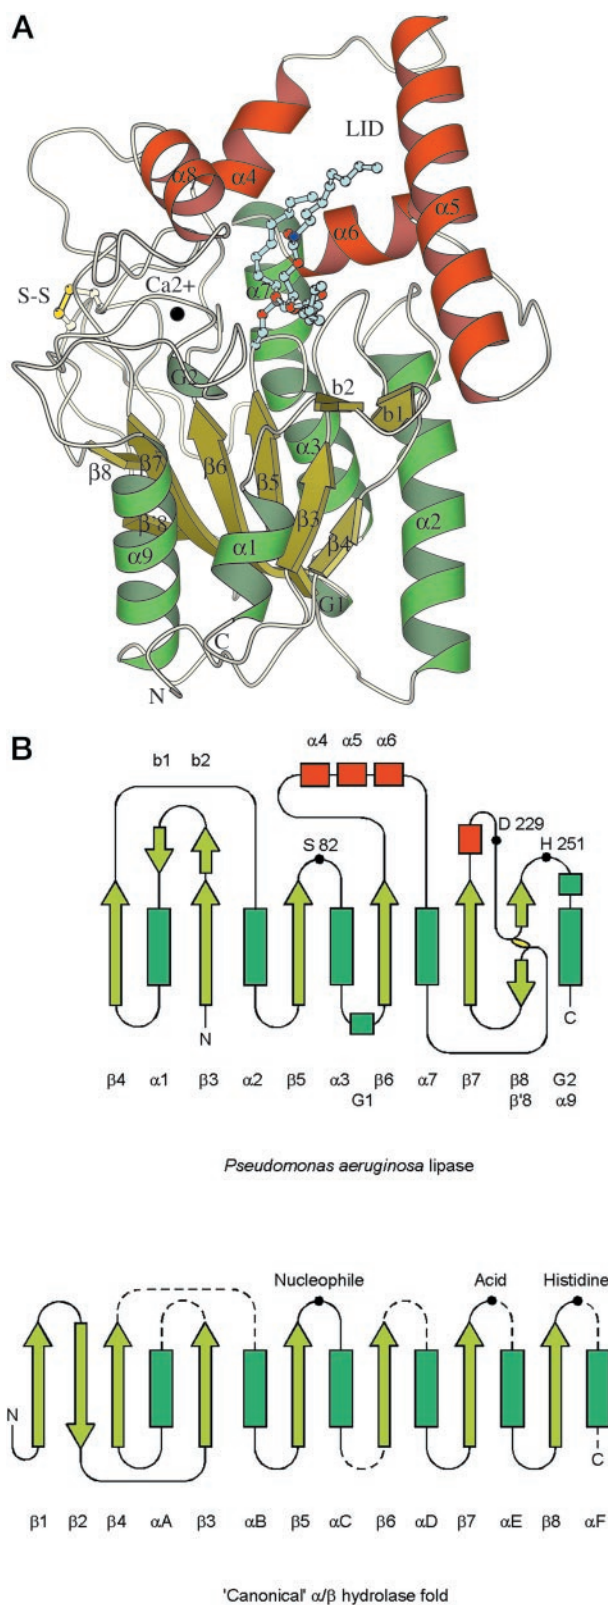 A
LID
α8
α4
α5
α6
S-S
Ca2+
α7
G2
b2
b1
α3
β8
β7
β6
β5
β'8
β3
α2
α9
α1
β4
G1
C
N
B
α4 α5 α6
b1 b2
D 229
S 82
H 251
N
C
β4 α1 β3 α2 β5 α3 β6 α7 β7 β8 G2
G1 β'8 α9
Pseudomonas aeruginosa lipase
Nucleophile Acid Histidine
N
C
β1 β2 β4 αA β3 αB β5 αC β6 αD β7 αE β8 αF
'Canonical' α/β hydrolase fold